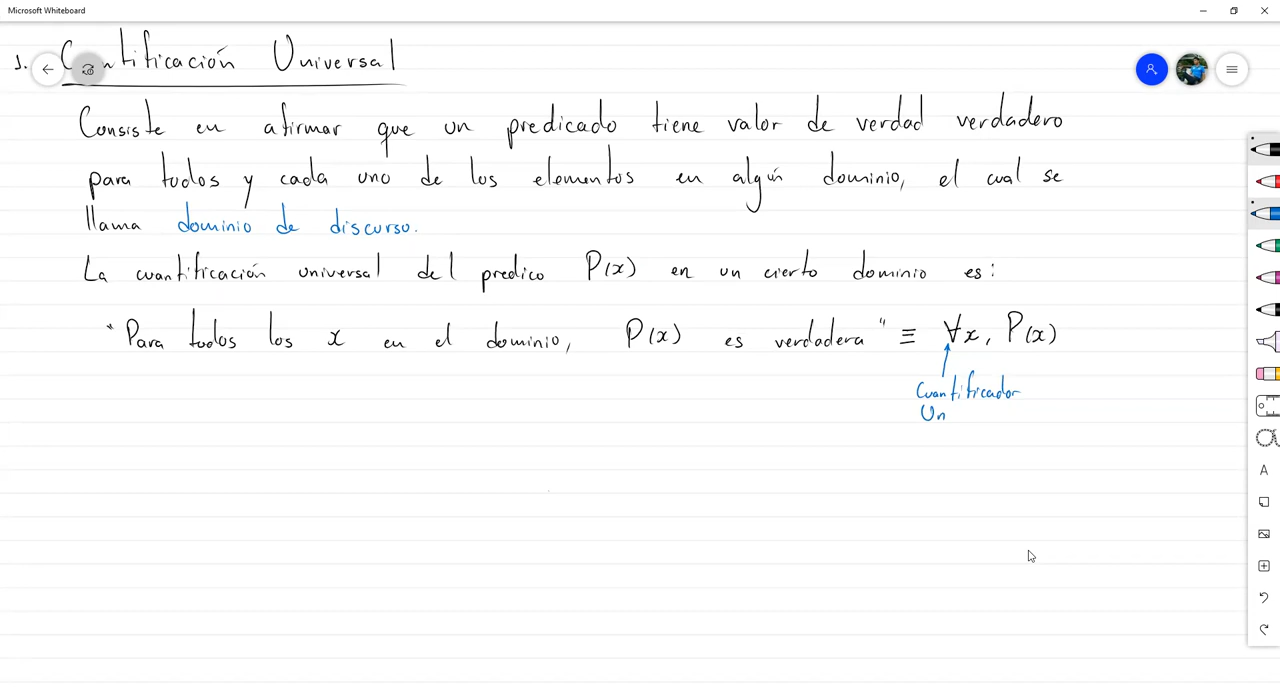 Microsoft Whiteboard
1. Cuantificación Universal
Consiste en afirmar que un predicado tiene valor de verdad verdadero
para todos y cada uno de los elementos en algún dominio, el cual se
llama dominio de discurso.
La cuantificación universal del predico P(x) en un cierto dominio es:
"Para todos los x en el dominio, P(x) es verdadera" ≡ ∀x, P(x)
Cuantificador
Un